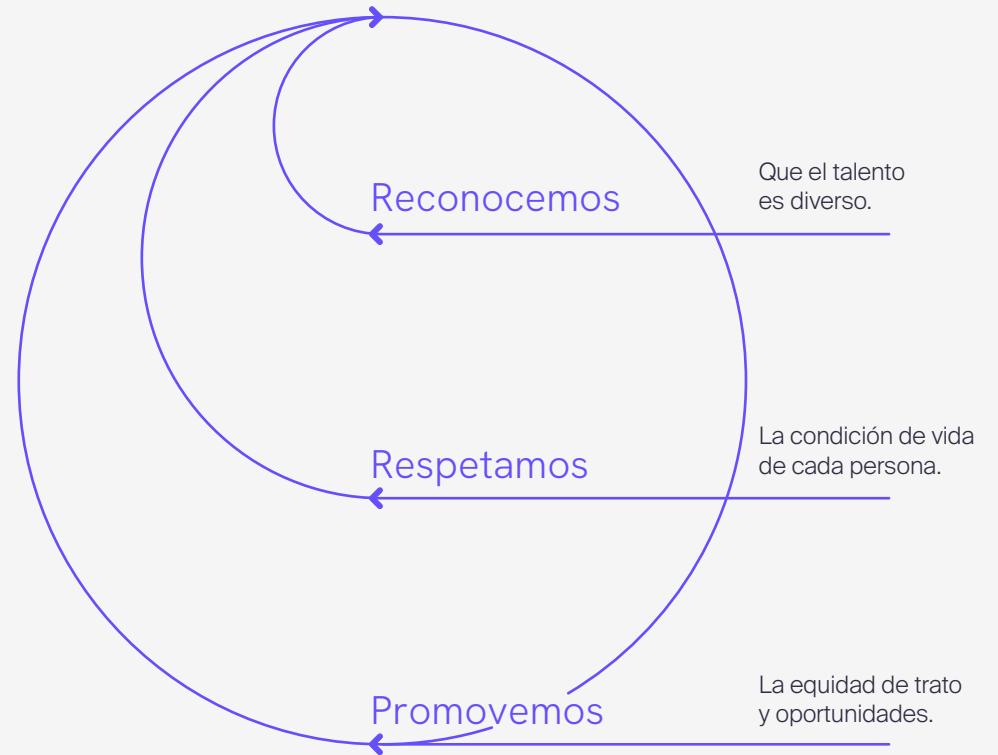 Reconocemos
Que el talento
es diverso.
Respetamos
La condición de vida
de cada persona.
Promovemos
La equidad de trato
y oportunidades.